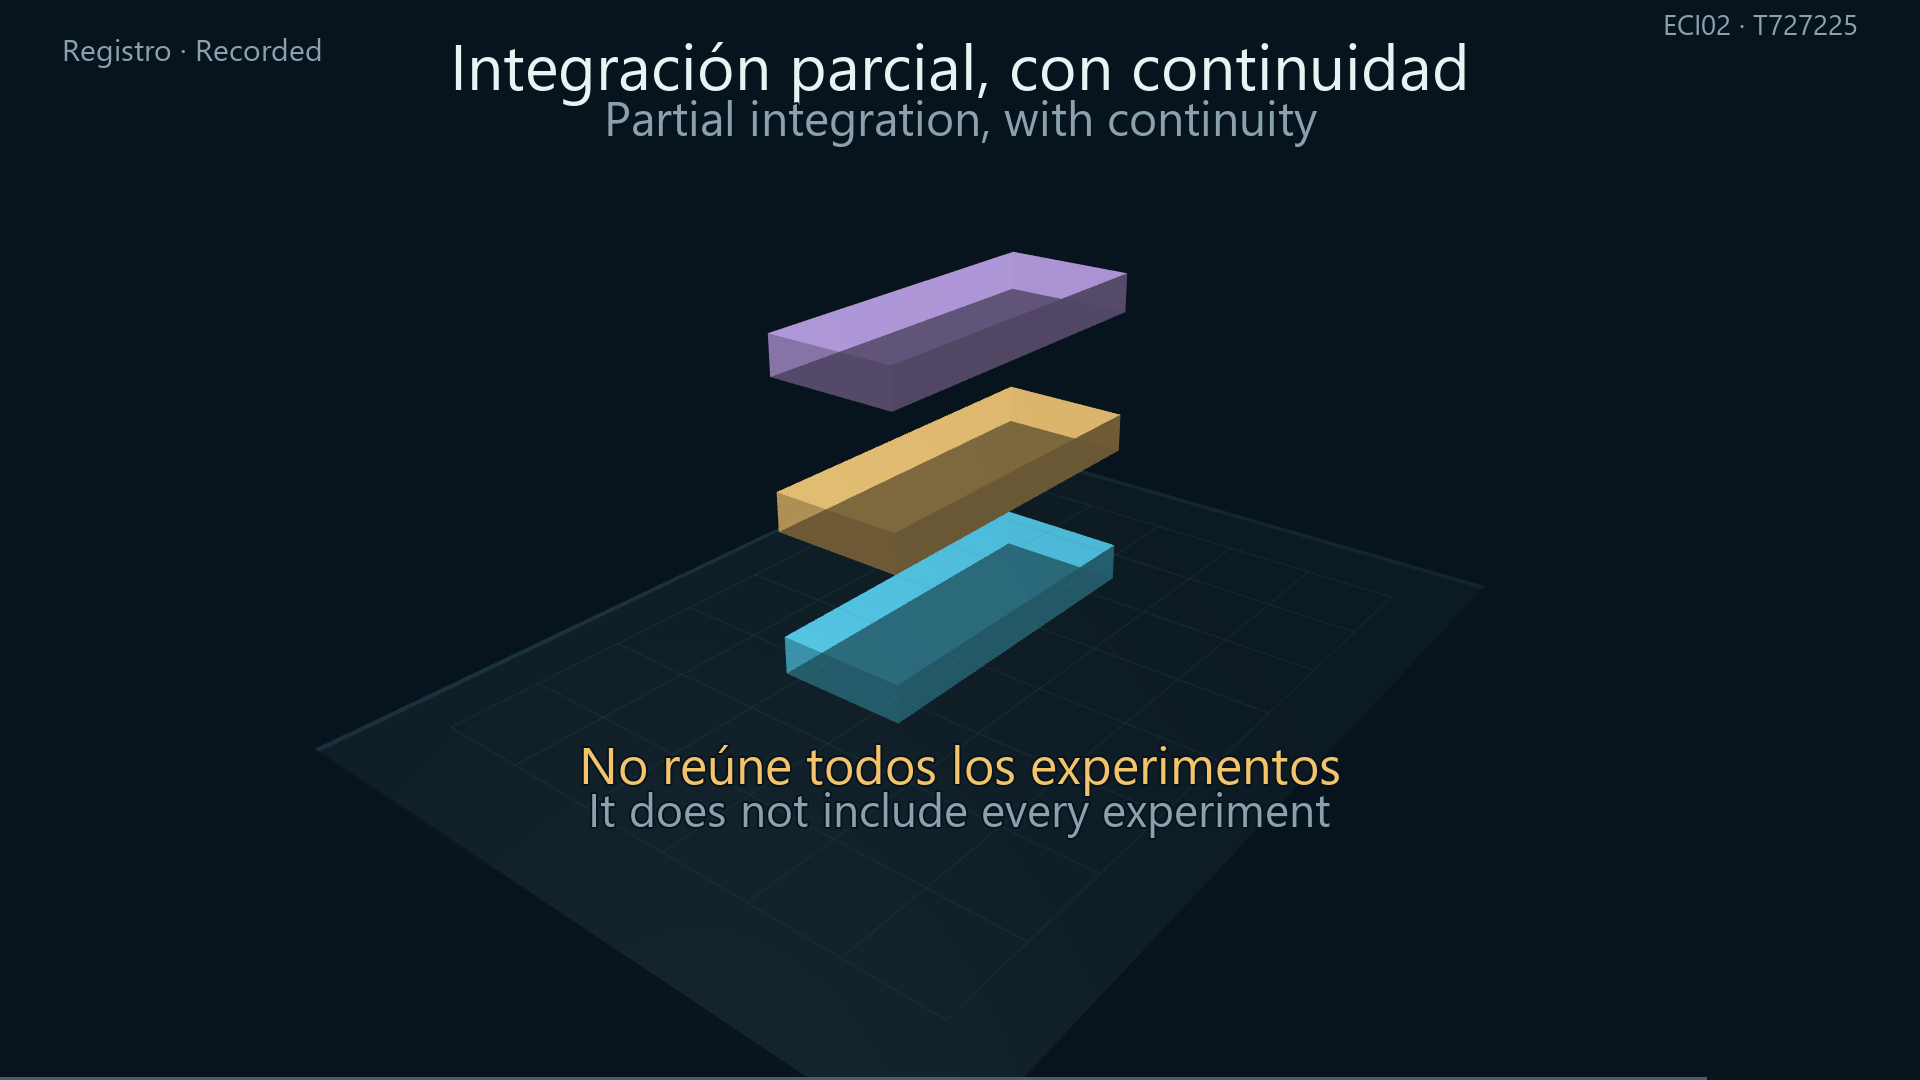 Registro · Recorded
ECI02 · T727225
Integración parcial, con continuidad
Partial integration, with continuity
No reúne todos los experimentos
It does not include every experiment